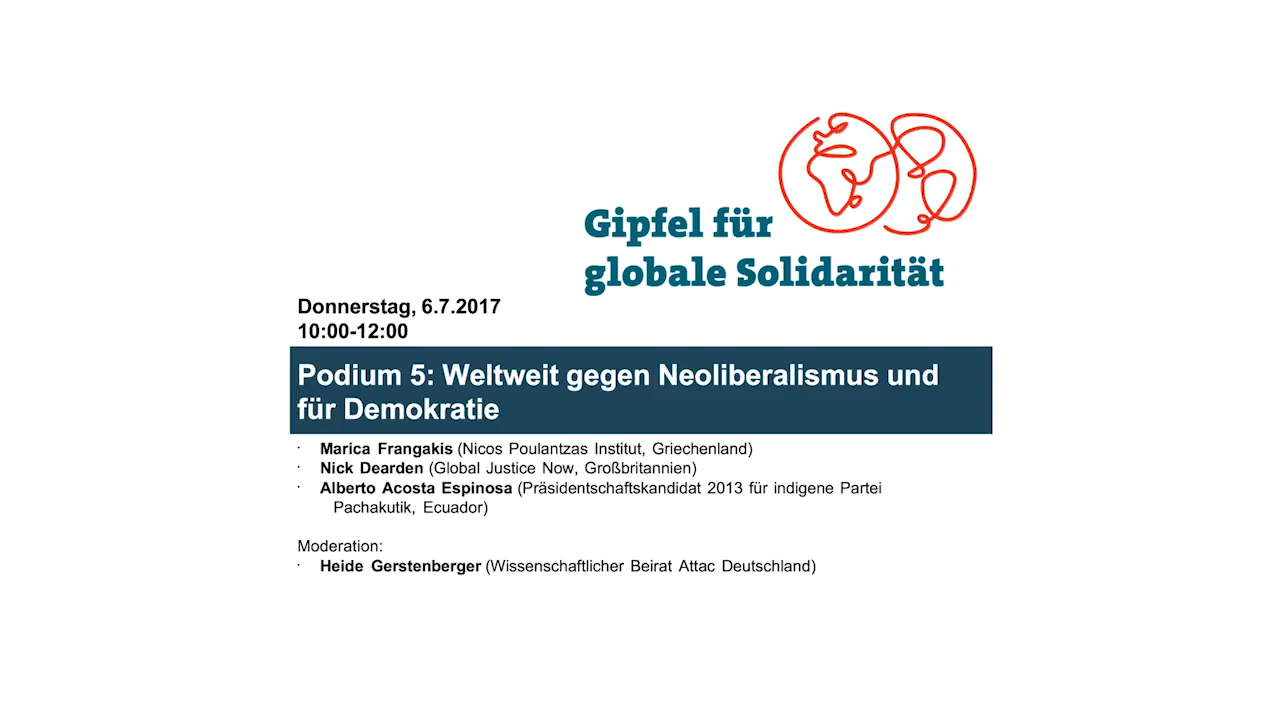 Gipfel für
globale Solidarität
Donnerstag, 6.7.2017
10:00-12:00
Podium 5: Weltweit gegen Neoliberalismus und
für Demokratie
· Marica Frangakis (Nicos Poulantzas Institut, Griechenland)
· Nick Dearden (Global Justice Now, Großbritannien)
· Alberto Acosta Espinosa (Präsidentschaftskandidat 2013 für indigene Partei
Pachakutik, Ecuador)
Moderation:
· Heide Gerstenberger (Wissenschaftlicher Beirat Attac Deutschland)